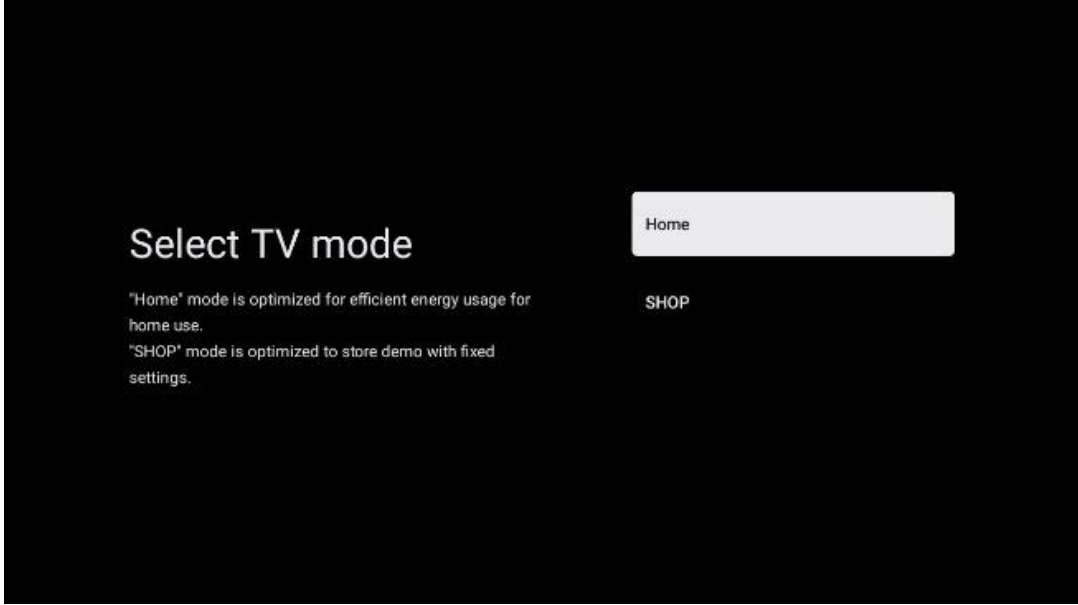 Select TV mode
"Home" mode is optimized for efficient energy usage for
home use.
"SHOP" mode is optimized to store demo with fixed
settings.
Home
SHOP